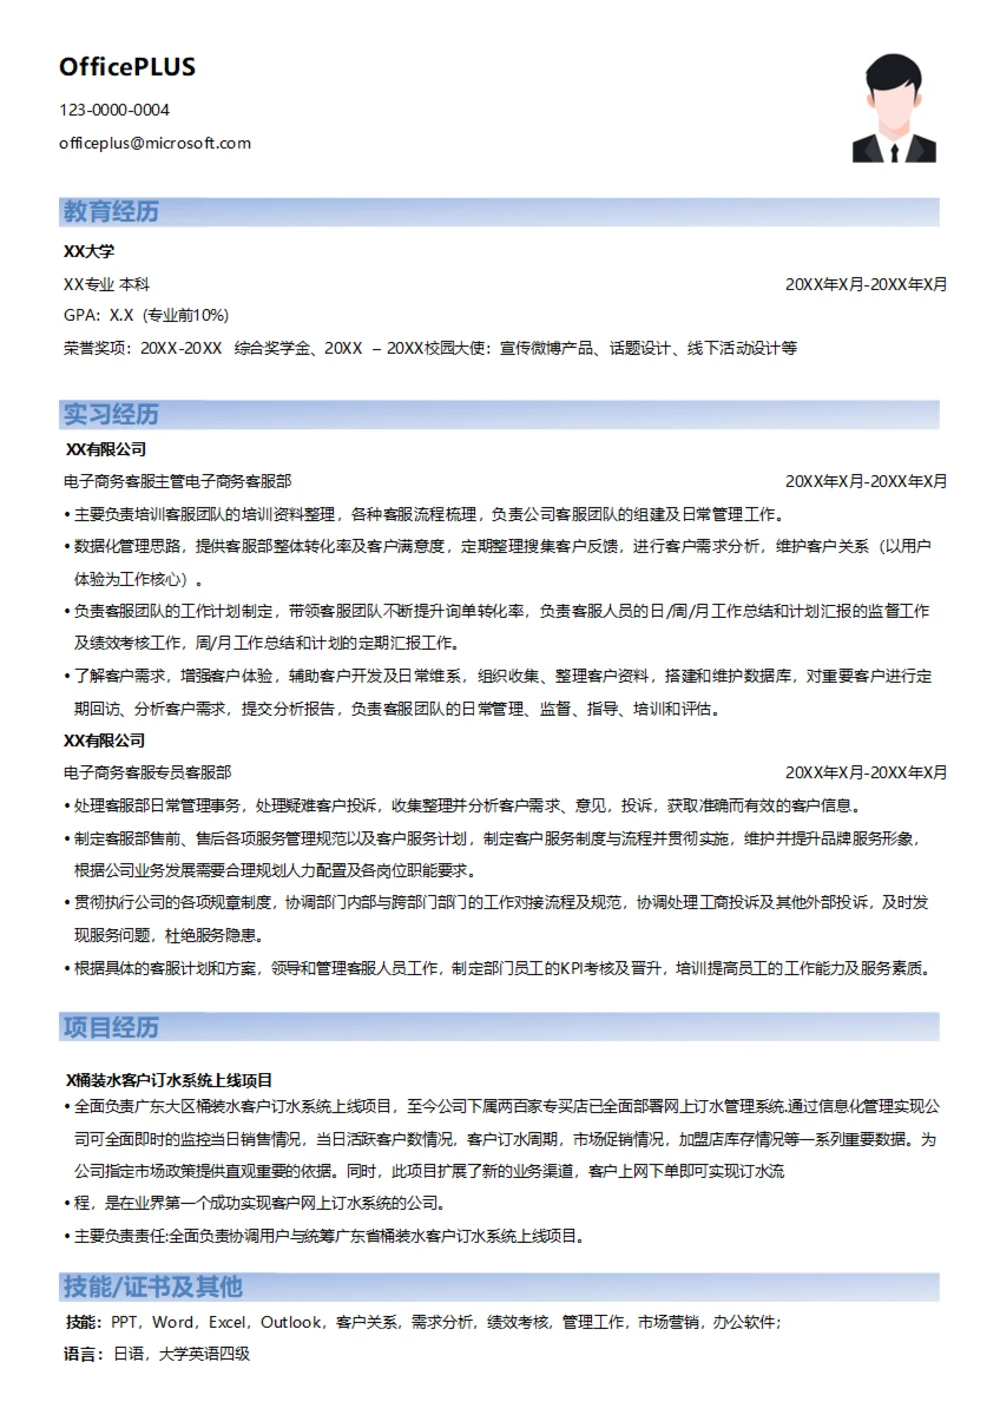 OfficePLUS
123-0000-0004
officeplus@microsoft.com
教育经历
XX大学
XX专业 本科 20XX年X月-20XX年X月
GPA: X.X (专业前10%)
荣誉奖项：20XX-20XX 综合奖学金、20XX – 20XX校园大使：宣传微博产品、话题设计、线下活动设计等
实习经历
XX有限公司
电子商务客服主管电子商务客服部 20XX年X月-20XX年X月
• 主要负责培训客服团队的培训资料整理，各种客服流程梳理，负责公司客服团队的组建及日常管理工作。
• 数据化管理思路，提供客服部整体转化率及客户满意度，定期整理搜集客户反馈，进行客户需求分析，维护客户关系（以用户
体验为工作核心）。
• 负责客服团队的工作计划制定，带领客服团队不断提升询单转化率，负责客服人员的日/周/月工作总结和计划汇报的监督工作
及绩效考核工作，周/月工作总结和计划的定期汇报工作。
• 了解客户需求，增强客户体验，辅助客户开发及日常维系，组织收集、整理客户资料，搭建和维护数据库，对重要客户进行定
期回访、分析客户需求，提交分析报告，负责客服团队的日常管理、监督、指导、培训和评估。
XX有限公司
电子商务客服专员客服部 20XX年X月-20XX年X月
• 处理客服部日常管理事务，处理疑难客户投诉，收集整理并分析客户需求、意见，投诉，获取准确而有效的客户信息。
• 制定客服部售前、售后各项服务管理规范以及客户服务计划，制定客户服务制度与流程并贯彻实施，维护并提升品牌服务形象，
根据公司业务发展需要合理规划人力配置及各岗位职能要求。
• 贯彻执行公司的各项规章制度，协调部门内部与跨部门部门的工作对接流程及规范，协调处理工商投诉及其他外部投诉，及时发
现服务问题，杜绝服务隐患。
• 根据具体的客服计划和方案，领导和管理客服人员工作，制定部门员工的KPI考核及晋升，培训提高员工的工作能力及服务素质。
项目经历
X桶装水客户订水系统上线项目
• 全面负责广东大区桶装水客户订水系统上线项目，至今公司下属两百家专买店已全面部署网上订水管理系统.通过信息化管理实现公
司可全面即时的监控当日销售情况，当日活跃客户数情况，客户订水周期，市场促销情况，加盟店库存情况等一系列重要数据。为
公司指定市场政策提供直观重要的依据。同时，此项目扩展了新的业务渠道，客户上网下单即可实现订水流
• 程，是在业界第一个成功实现客户网上订水系统的公司。
• 主要负责责任:全面负责协调用户与统筹广东省桶装水客户订水系统上线项目。
技能/证书及其他
技能：PPT，Word，Excel，Outlook，客户关系，需求分析，绩效考核，管理工作，市场营销，办公软件；
语言：日语，大学英语四级